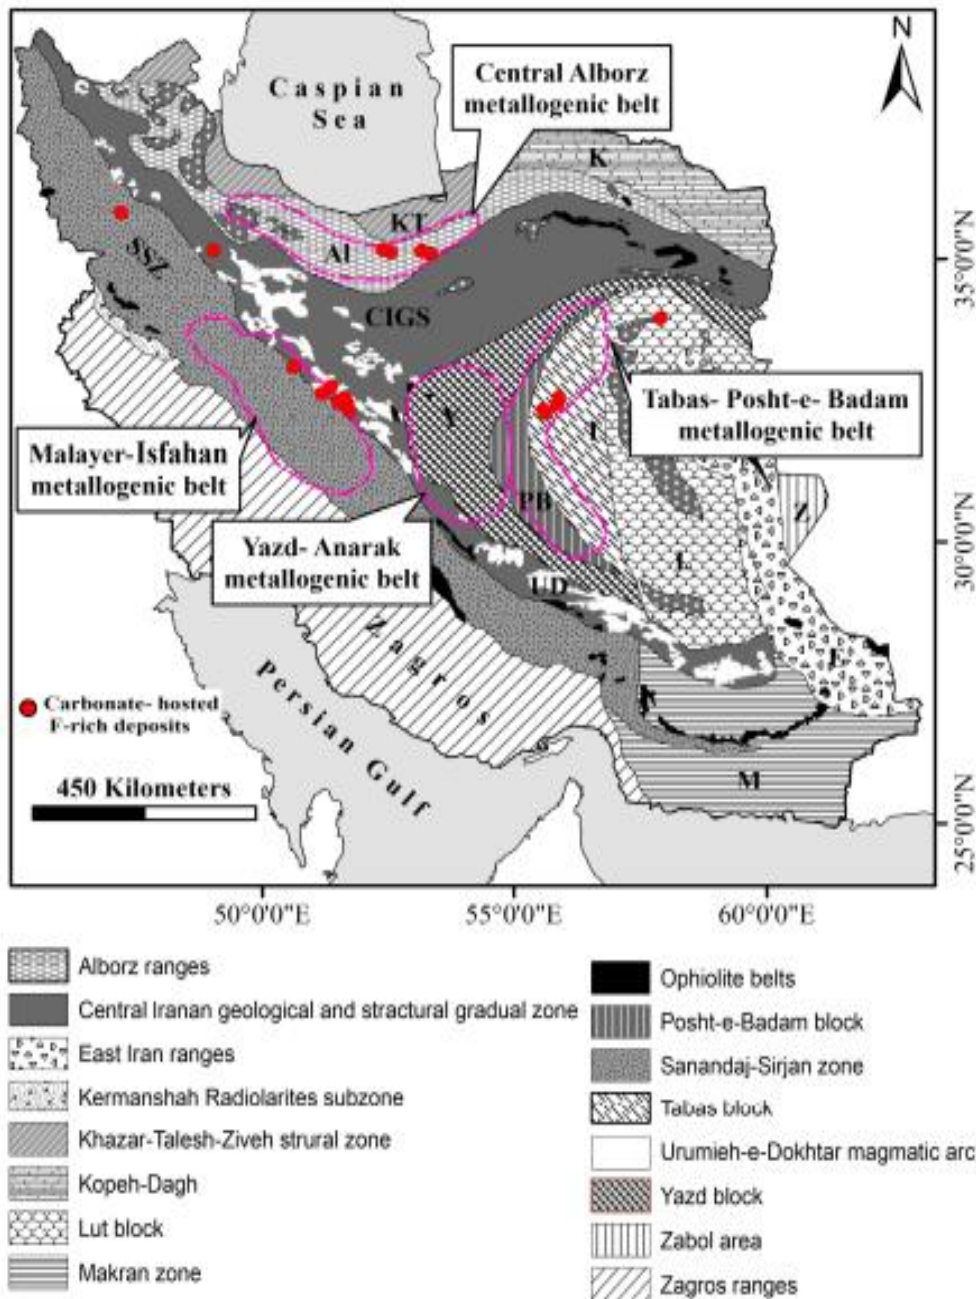 N
Central Alborz
metallogenic belt
Caspian
Sea
K
KT
Al
SSZ
CIGS
35°0'0"N
Tabas- Posht-e- Badam
metallogenic belt
Malayer-Isfahan
metallogenic belt
Y
T
PB
Z
Yazd- Anarak
metallogenic belt
30°0'0"N
L
UD
E
Zagros
Persian Gulf
Carbonate- hosted
F-rich deposits
M
450 Kilometers
25°0'0"N
50°0'0"E
55°0'0"E
60°0'0"E
Alborz ranges
Central Iranan geological and stractural gradual zone
East Iran ranges
Kermanshah Radiolarites subzone
Khazar-Talesh-Ziveh strural zone
Kopeh-Dagh
Lut block
Makran zone
Ophiolite belts
Posht-e-Badam block
Sanandaj-Sirjan zone
Tabas block
Urumieh-e-Dokhtar magmatic arc
Yazd block
Zabol area
Zagros ranges